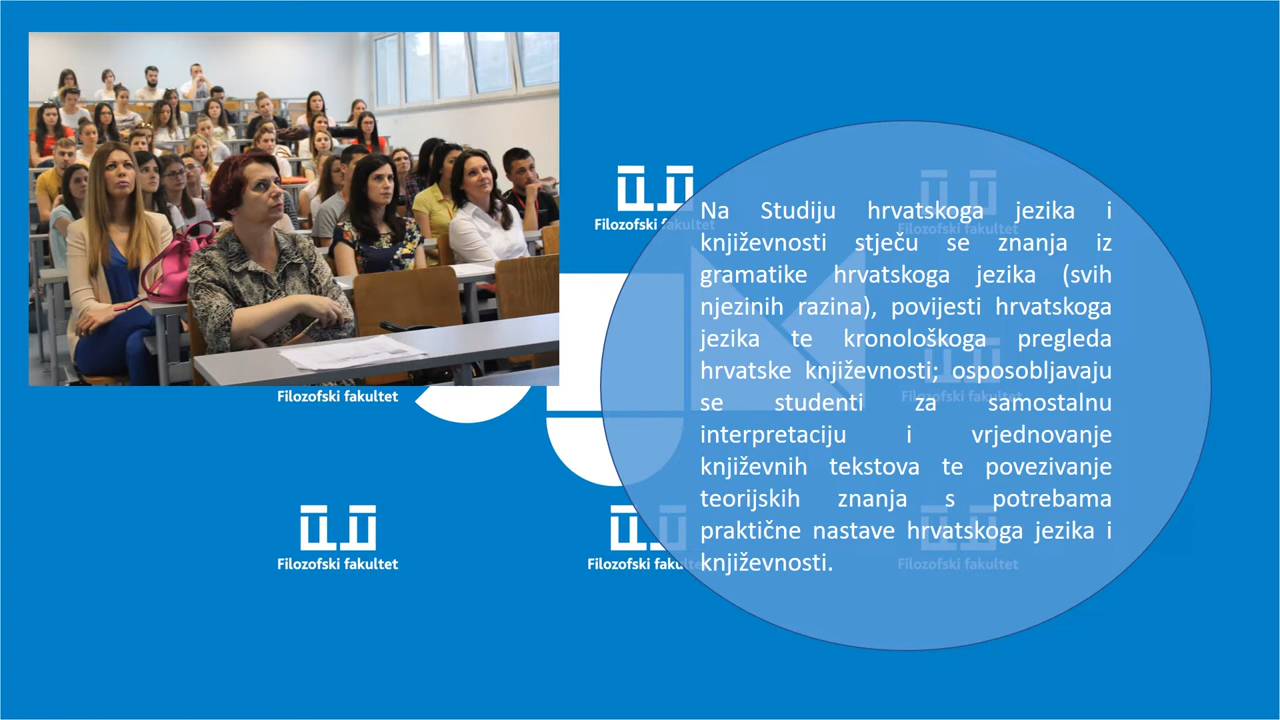 Filozofski fakultet
Filozofski fakultet
Na Studiju hrvatskoga jezika i
književnosti stječu se znanja iz
gramatike hrvatskoga jezika (svih
njezinih razina), povijesti hrvatskoga
jezika te kronološkoga pregleda
hrvatske književnosti; osposobljavaju
se studenti za samostalnu
interpretaciju i vrjednovanje
književnih tekstova te povezivanje
teorijskih znanja s potrebama
praktične nastave hrvatskoga jezika i
književnosti.
Filozofski fakultet
Filozofski fakultet
Filozofski fakultet
Filozofski fakultet
Filozofski fakultet